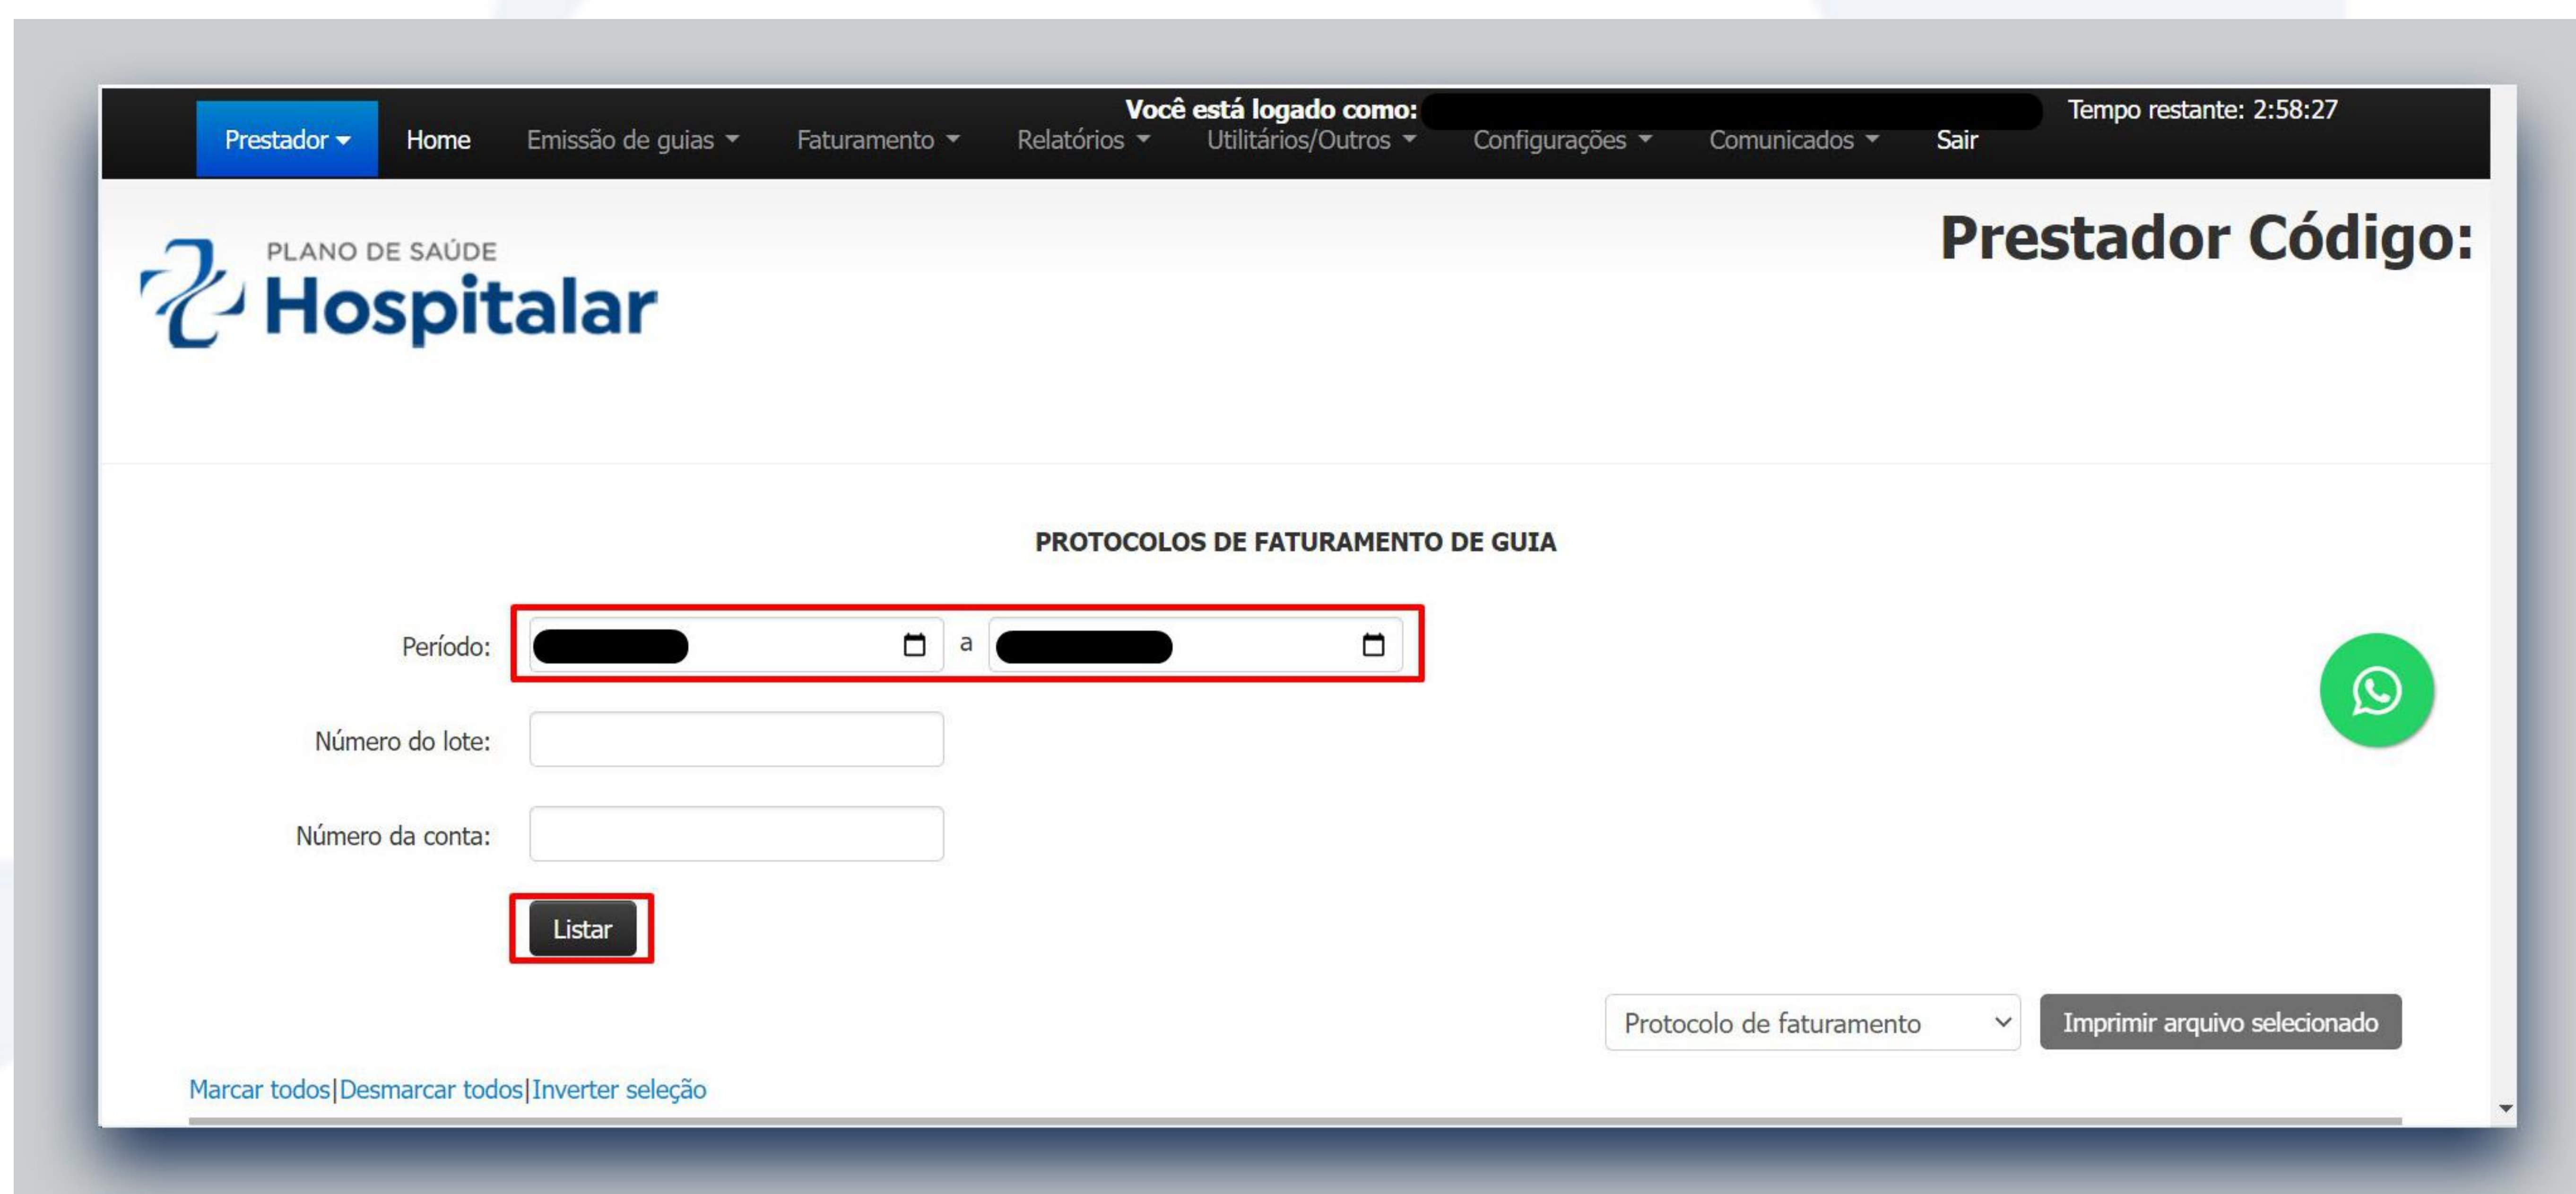 Você está logado como: Tempo restante: 2:58:27
Prestador Home Emissão de guias Faturamento Relatórios Utilitários/Outros Configurações Comunicados Sair
Prestador Código:
PLANO DE SAÚDE
Hospitalar
PROTOCOLOS DE FATURAMENTO DE GUIA
Período: a
Número do lote:
Número da conta:
Listar
Protocolo de faturamento Imprimir arquivo selecionado
Marcar todos|Desmarcar todos|Inverter seleção